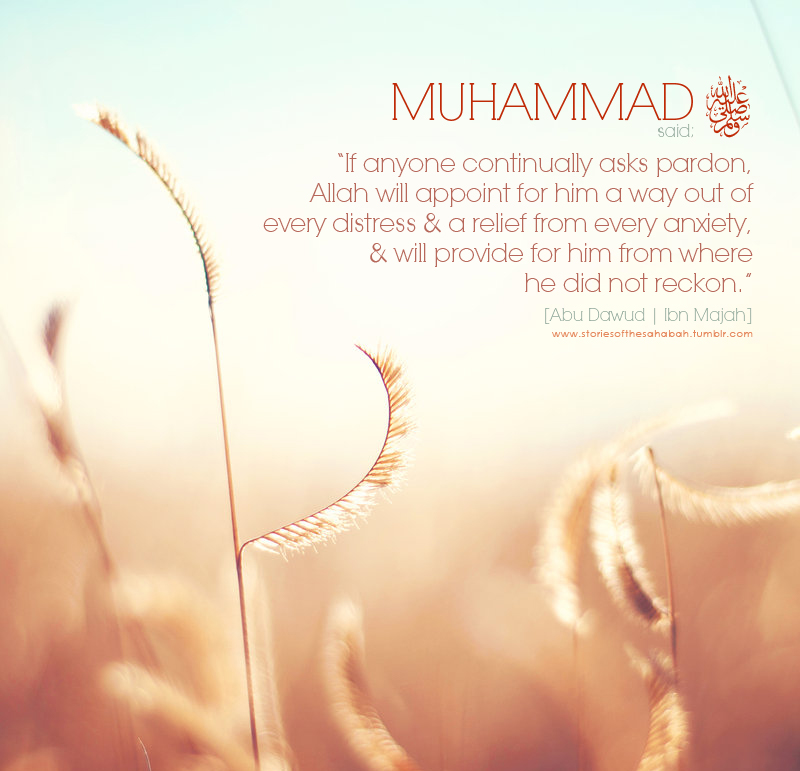 MUHAMMAD ﷺ
said:
“If anyone continually asks pardon,
Allah will appoint for him a way out of
every distress & a relief from every anxiety,
& will provide for him from where
he did not reckon.”
[Abu Dawud | Ibn Majah]
www.storiesofthesahabah.tumblr.com